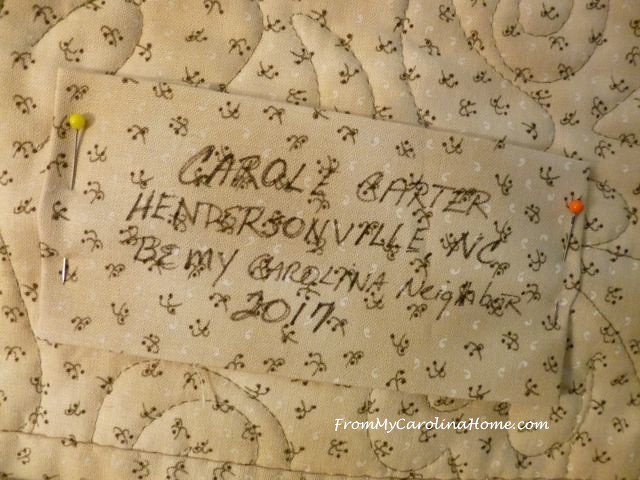 CAROLE CARTER
HENDERSONVILLE NC
BE MY CAROLINA NEighBOR
2017
FromMyCarolinaHome.com